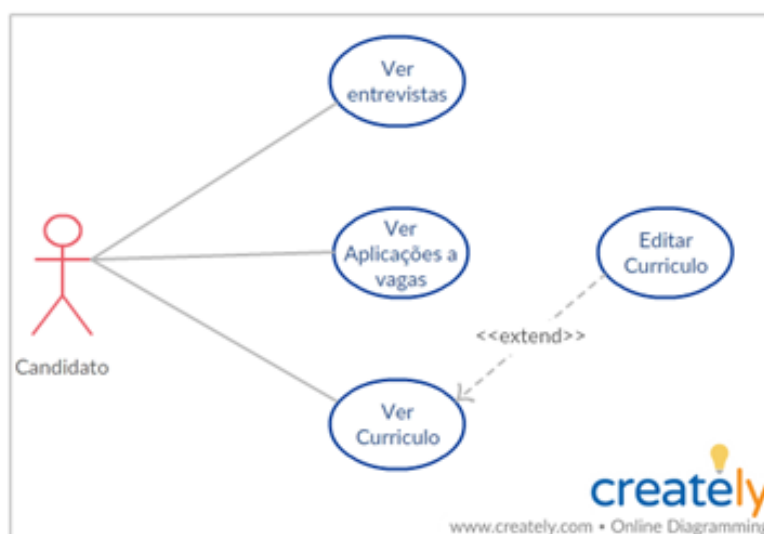 Ver
entrevistas
Ver
Aplicações a
vagas
Editar
Curriculo
<<extend>>
Candidato
Ver
Curriculo
creately
www.creately.com • Online Diagramming